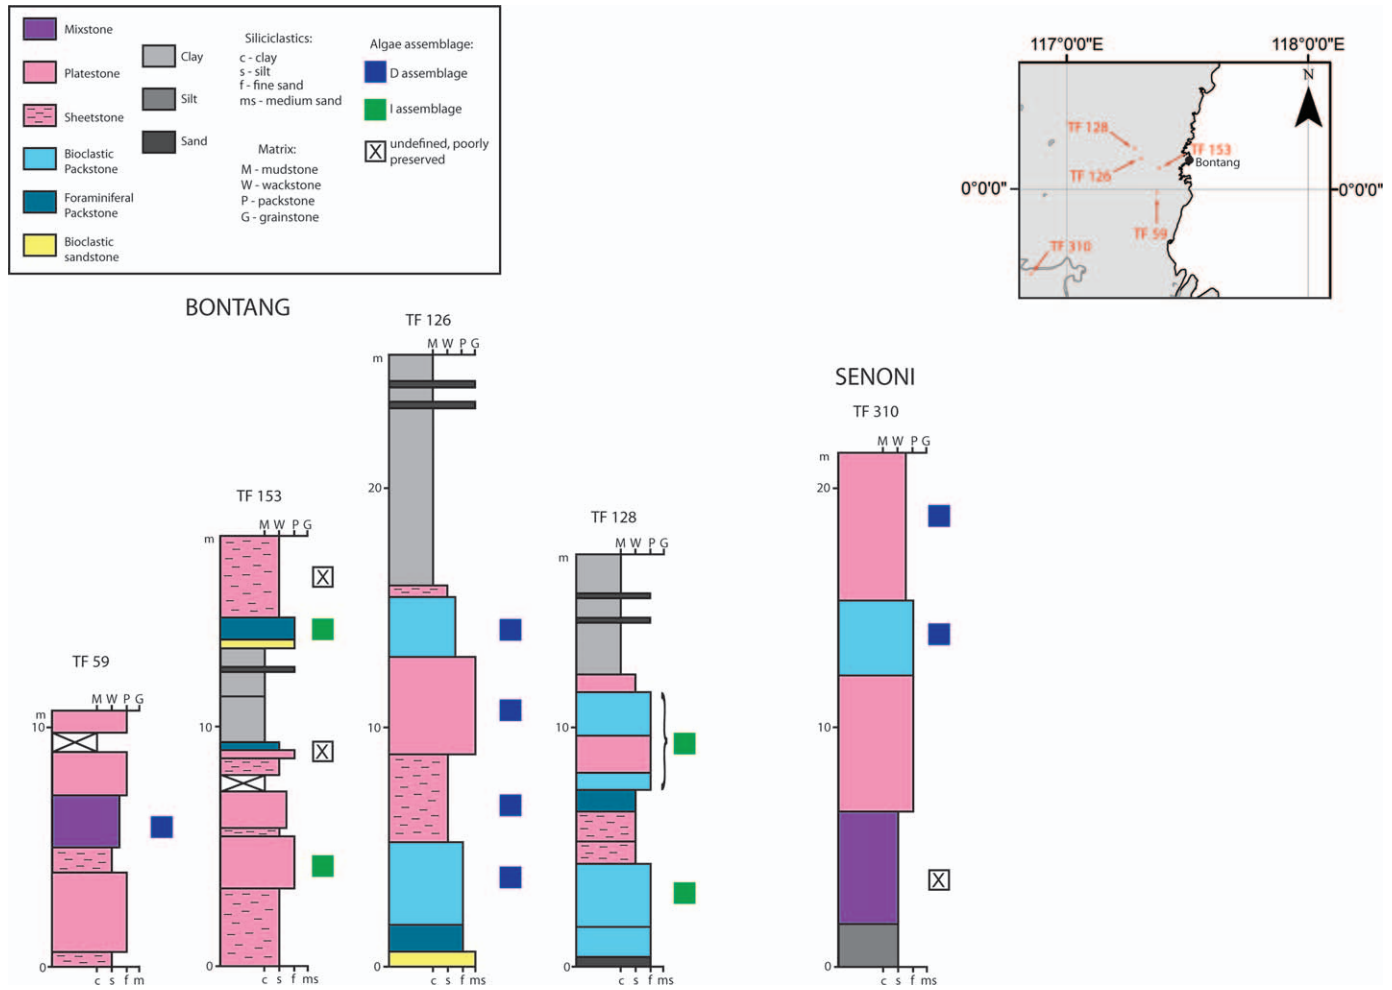 Mixstone
Platestone
Sheetstone
Bioclastic
Packstone
Foraminiferal
Packstone
Bioclastic
sandstone
Clay
Silt
Sand
Siliciclastics:
c - clay
s - silt
f - fine sand
ms - medium sand
Matrix:
M - mudstone
W - wackstone
P - packstone
G - grainstone
Algae assemblage:
D assemblage
I assemblage
X undefined, poorly
preserved
117°0'0"E 118°0'0"E
N
TF 128
TF 153
Bontang
TF 126
0°0'0" 0°0'0"
TF 59
TF 310
BONTANG
TF 126
M W P G
m
20
10
0
c s f ms
TF 59
M W P G
m
10
0
c s f m
TF 153
M W P G
m
X
10
X
0
c s f ms
TF 128
M W P G
m
10
0
c s f ms
SENONI
TF 310
M W P G
m
20
10
X
0
c s f ms